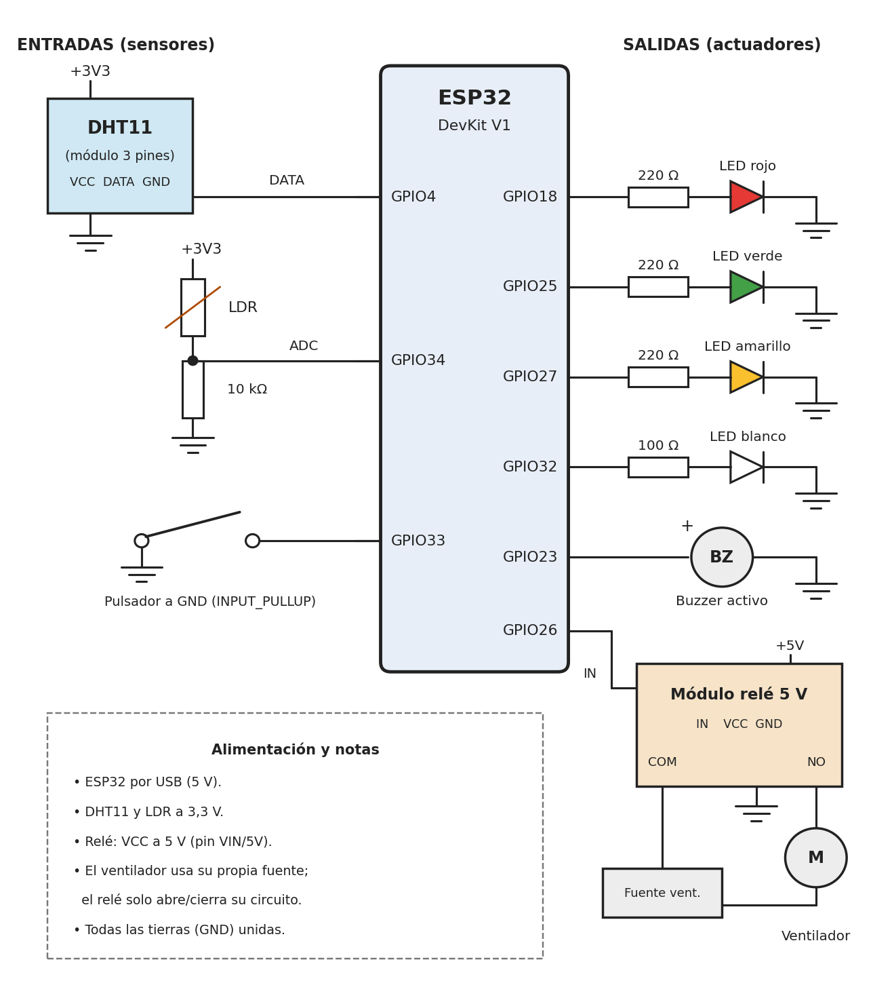 ENTRADAS (sensores)
SALIDAS (actuadores)
+3V3
DHT11
(módulo 3 pines)
VCC DATA GND
DATA
+3V3
LDR
ADC
10 kΩ
Pulsador a GND (INPUT_PULLUP)
ESP32
DevKit V1
GPIO4
GPIO34
GPIO33
GPIO18
GPIO25
GPIO27
GPIO32
GPIO23
GPIO26
220 Ω
LED rojo
220 Ω
LED verde
220 Ω
LED amarillo
100 Ω
LED blanco
+
BZ
Buzzer activo
IN
+5V
Módulo relé 5 V
IN VCC GND
COM
NO
M
Fuente vent.
Ventilador
Alimentación y notas
• ESP32 por USB (5 V).
• DHT11 y LDR a 3,3 V.
• Relé: VCC a 5 V (pin VIN/5V).
• El ventilador usa su propia fuente;
el relé solo abre/cierra su circuito.
• Todas las tierras (GND) unidas.